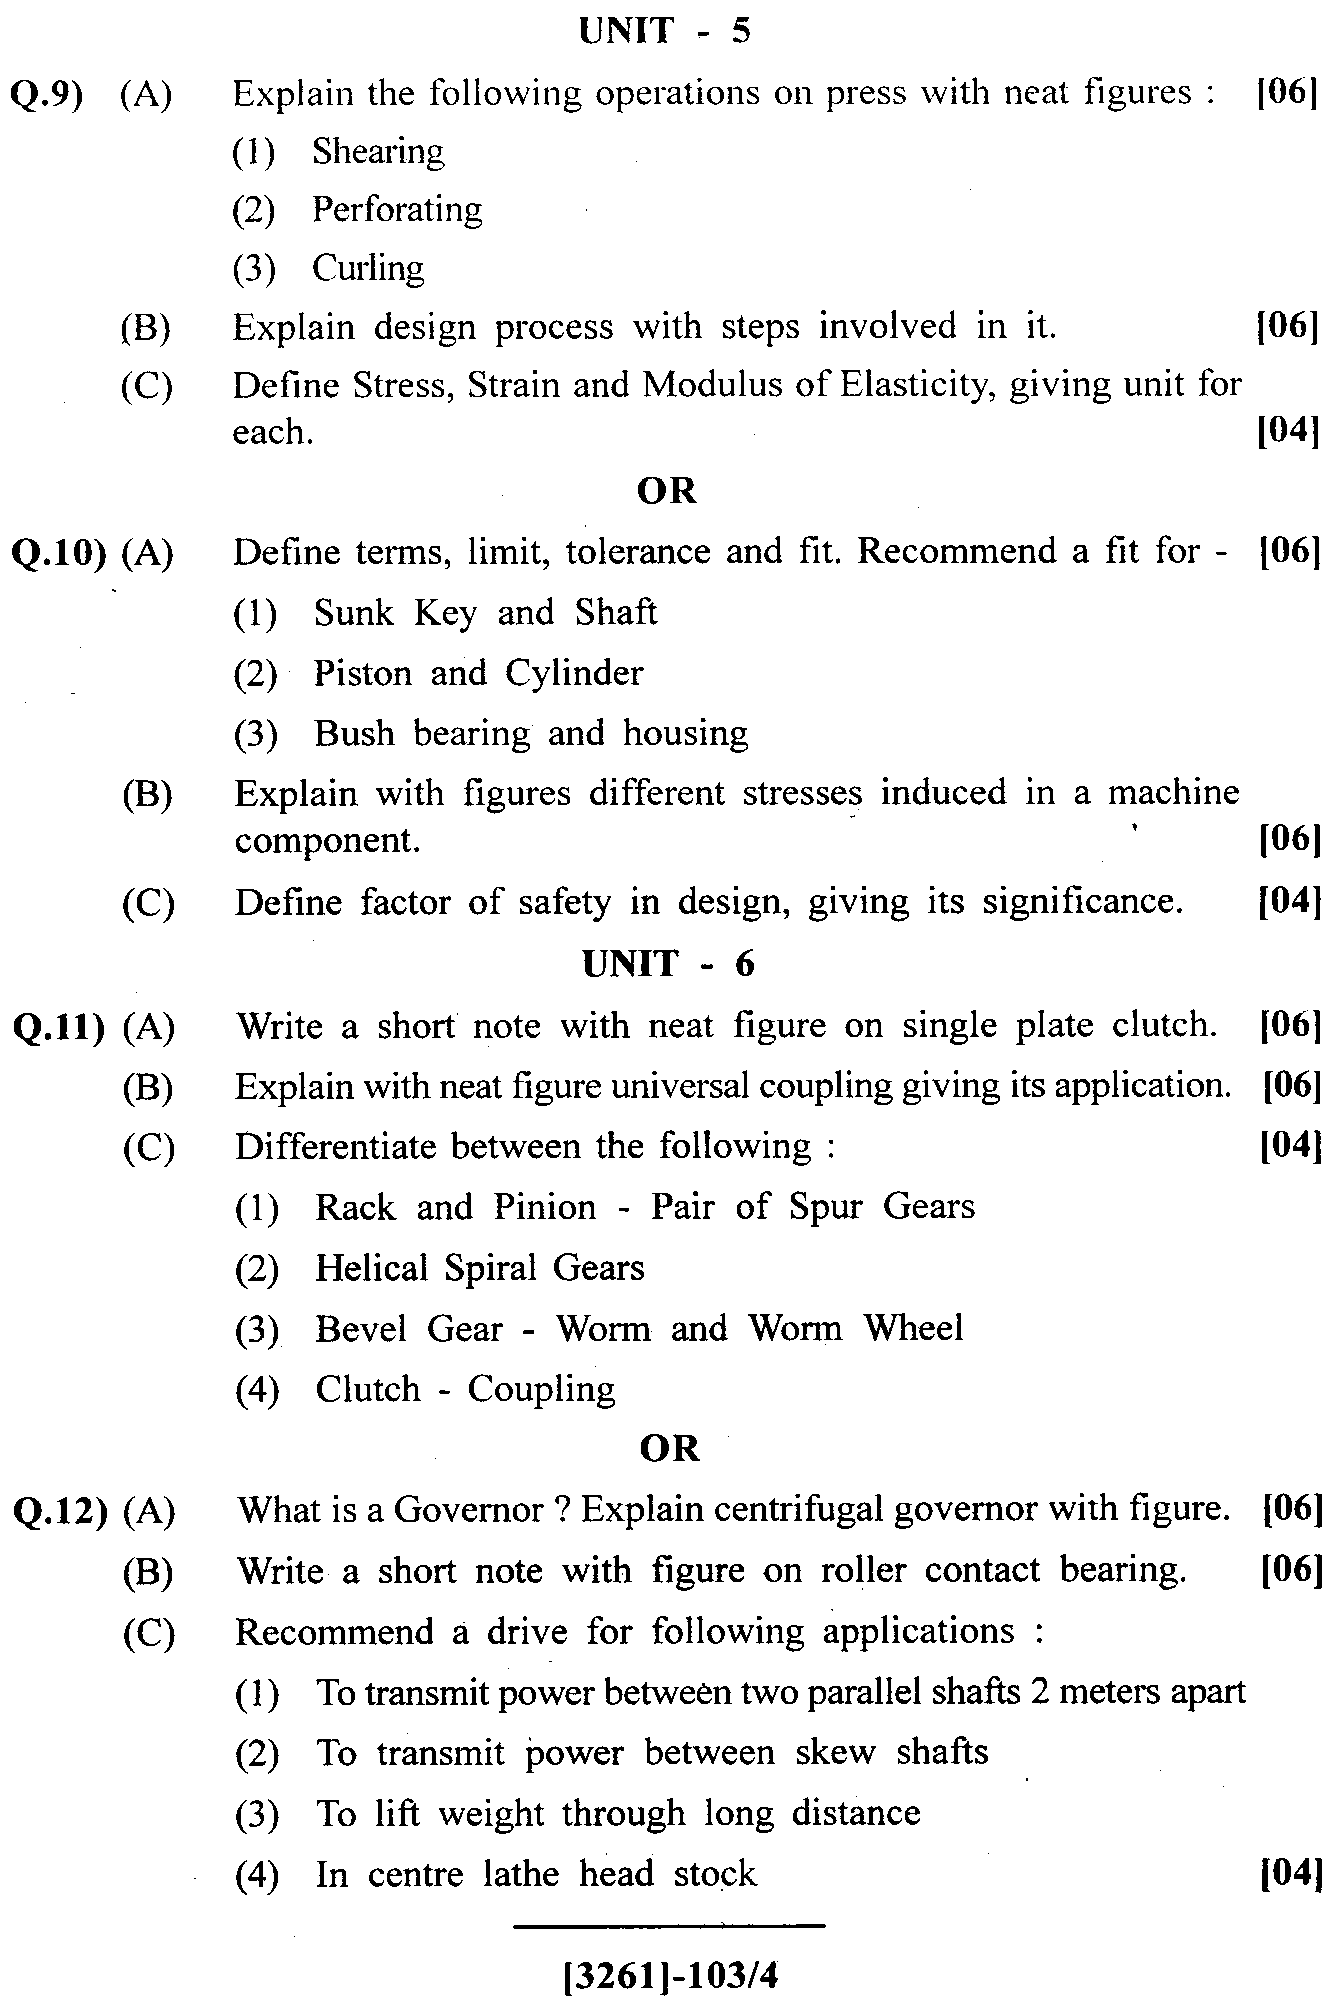 UNIT - 5
Q.9) (A) Explain the following operations on press with neat figures : [06]
(1) Shearing
(2) Perforating
(3) Curling
(B) Explain design process with steps involved in it. [06]
(C) Define Stress, Strain and Modulus of Elasticity, giving unit for
each. [04]
OR
Q.10) (A) Define terms, limit, tolerance and fit. Recommend a fit for - [06]
(1) Sunk Key and Shaft
(2) Piston and Cylinder
(3) Bush bearing and housing
(B) Explain with figures different stresses induced in a machine
component. [06]
(C) Define factor of safety in design, giving its significance. [04]
UNIT - 6
Q.11) (A) Write a short note with neat figure on single plate clutch. [06]
(B) Explain with neat figure universal coupling giving its application. [06]
(C) Differentiate between the following : [04]
(1) Rack and Pinion - Pair of Spur Gears
(2) Helical Spiral Gears
(3) Bevel Gear - Worm and Worm Wheel
(4) Clutch - Coupling
OR
Q.12) (A) What is a Governor ? Explain centrifugal governor with figure. [06]
(B) Write a short note with figure on roller contact bearing. [06]
(C) Recommend a drive for following applications :
(1) To transmit power between two parallel shafts 2 meters apart
(2) To transmit power between skew shafts
(3) To lift weight through long distance
(4) In centre lathe head stock [04]
[3261]-103/4